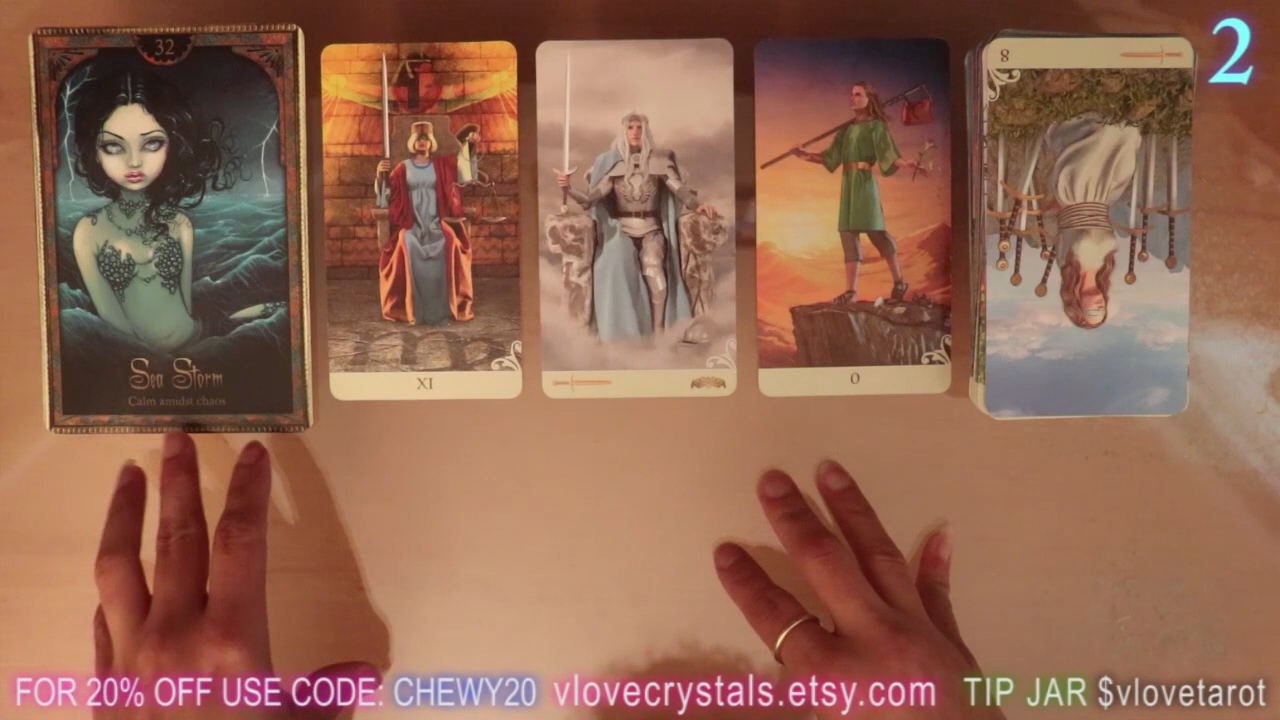 2
32
Sea Storm
Calm amidst chaos
XI
0
8
FOR 20% OFF USE CODE: CHEWY20 vlovecrystals.etsy.com TIP JAR $vlovetarot